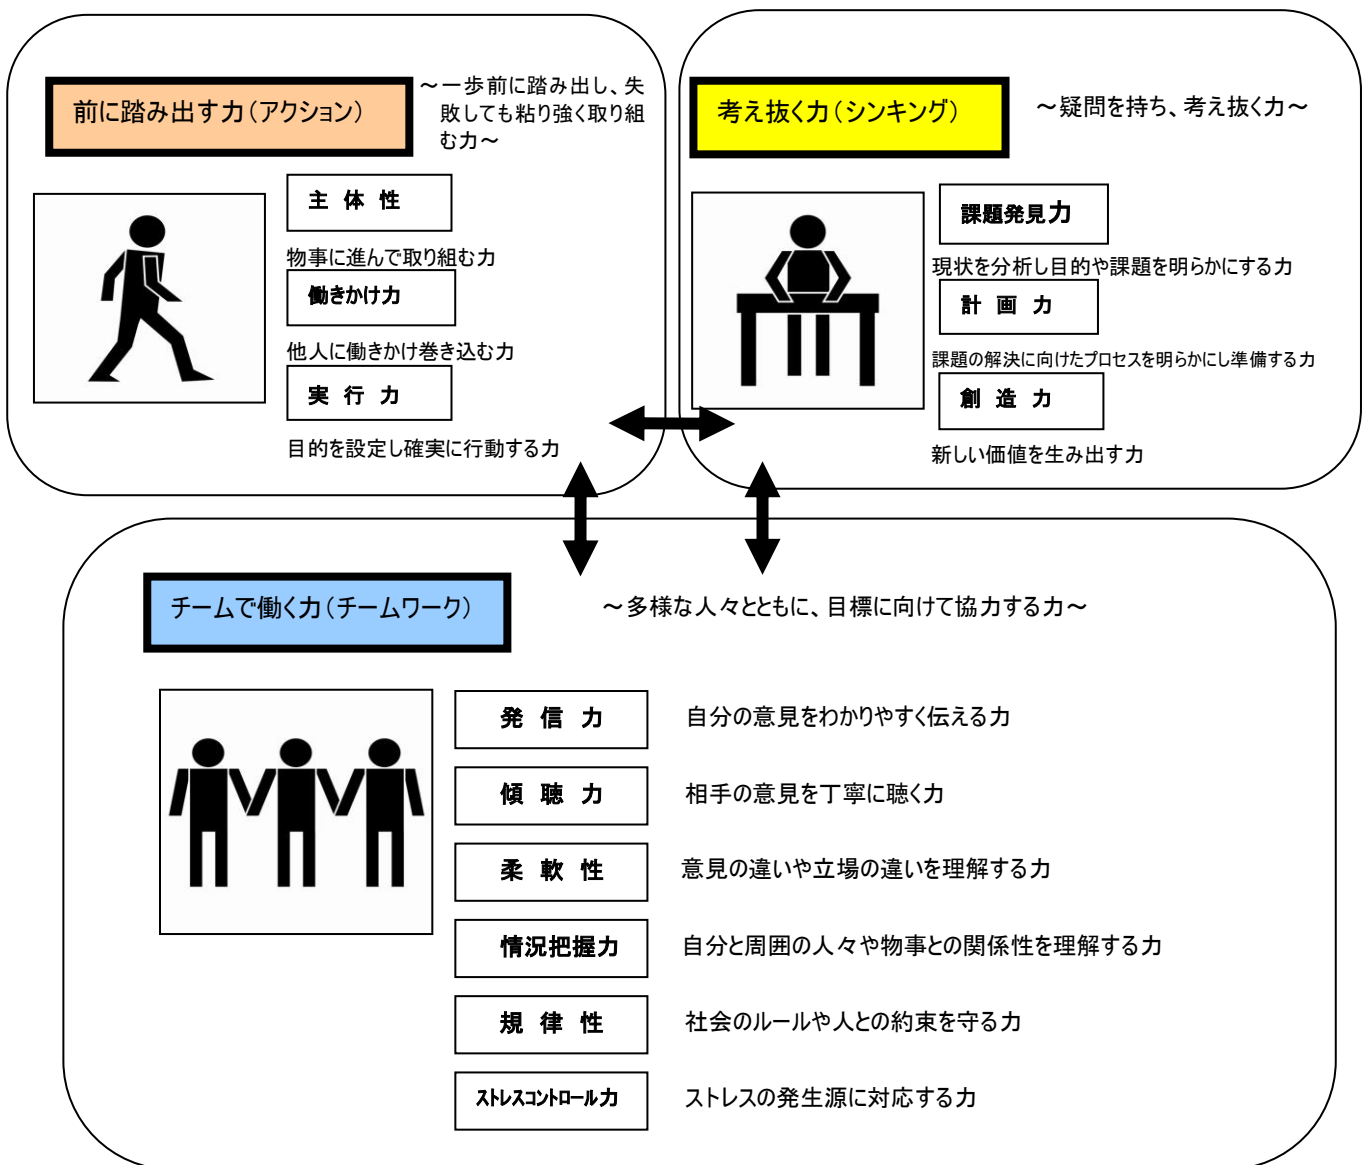 前に踏み出す力（アクション）
～一歩前に踏み出し、失
敗しても粘り強く取り組
む力～
主 体 性
物事に進んで取り組む力
働きかけ力
他人に働きかけ巻き込む力
実 行 力
目的を設定し確実に行動する力
考え抜く力（シンキング）
～疑問を持ち、考え抜く力～
課題発見力
現状を分析し目的や課題を明らかにする力
計 画 力
課題の解決に向けたプロセスを明らかにし準備する力
創 造 力
新しい価値を生み出す力
チームで働く力（チームワーク）
～多様な人々とともに、目標に向けて協力する力～
発 信 力
自分の意見をわかりやすく伝える力
傾 聴 力
相手の意見を丁寧に聴く力
柔 軟 性
意見の違いや立場の違いを理解する力
情況把握力
自分と周囲の人々や物事との関係性を理解する力
規 律 性
社会のルールや人との約束を守る力
ストレスコントロール力
ストレスの発生源に対応する力